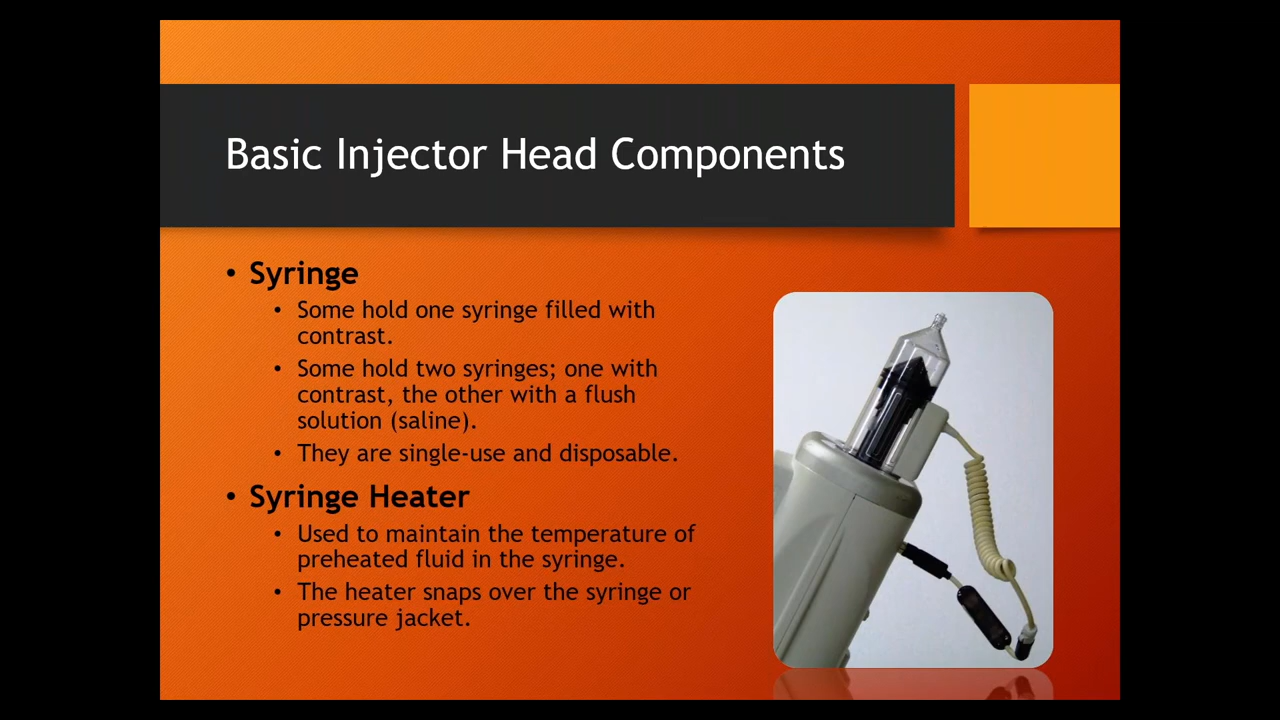 Basic Injector Head Components
• Syringe
• Some hold one syringe filled with
contrast.
• Some hold two syringes; one with
contrast, the other with a flush
solution (saline).
• They are single-use and disposable.
• Syringe Heater
• Used to maintain the temperature of
preheated fluid in the syringe.
• The heater snaps over the syringe or
pressure jacket.